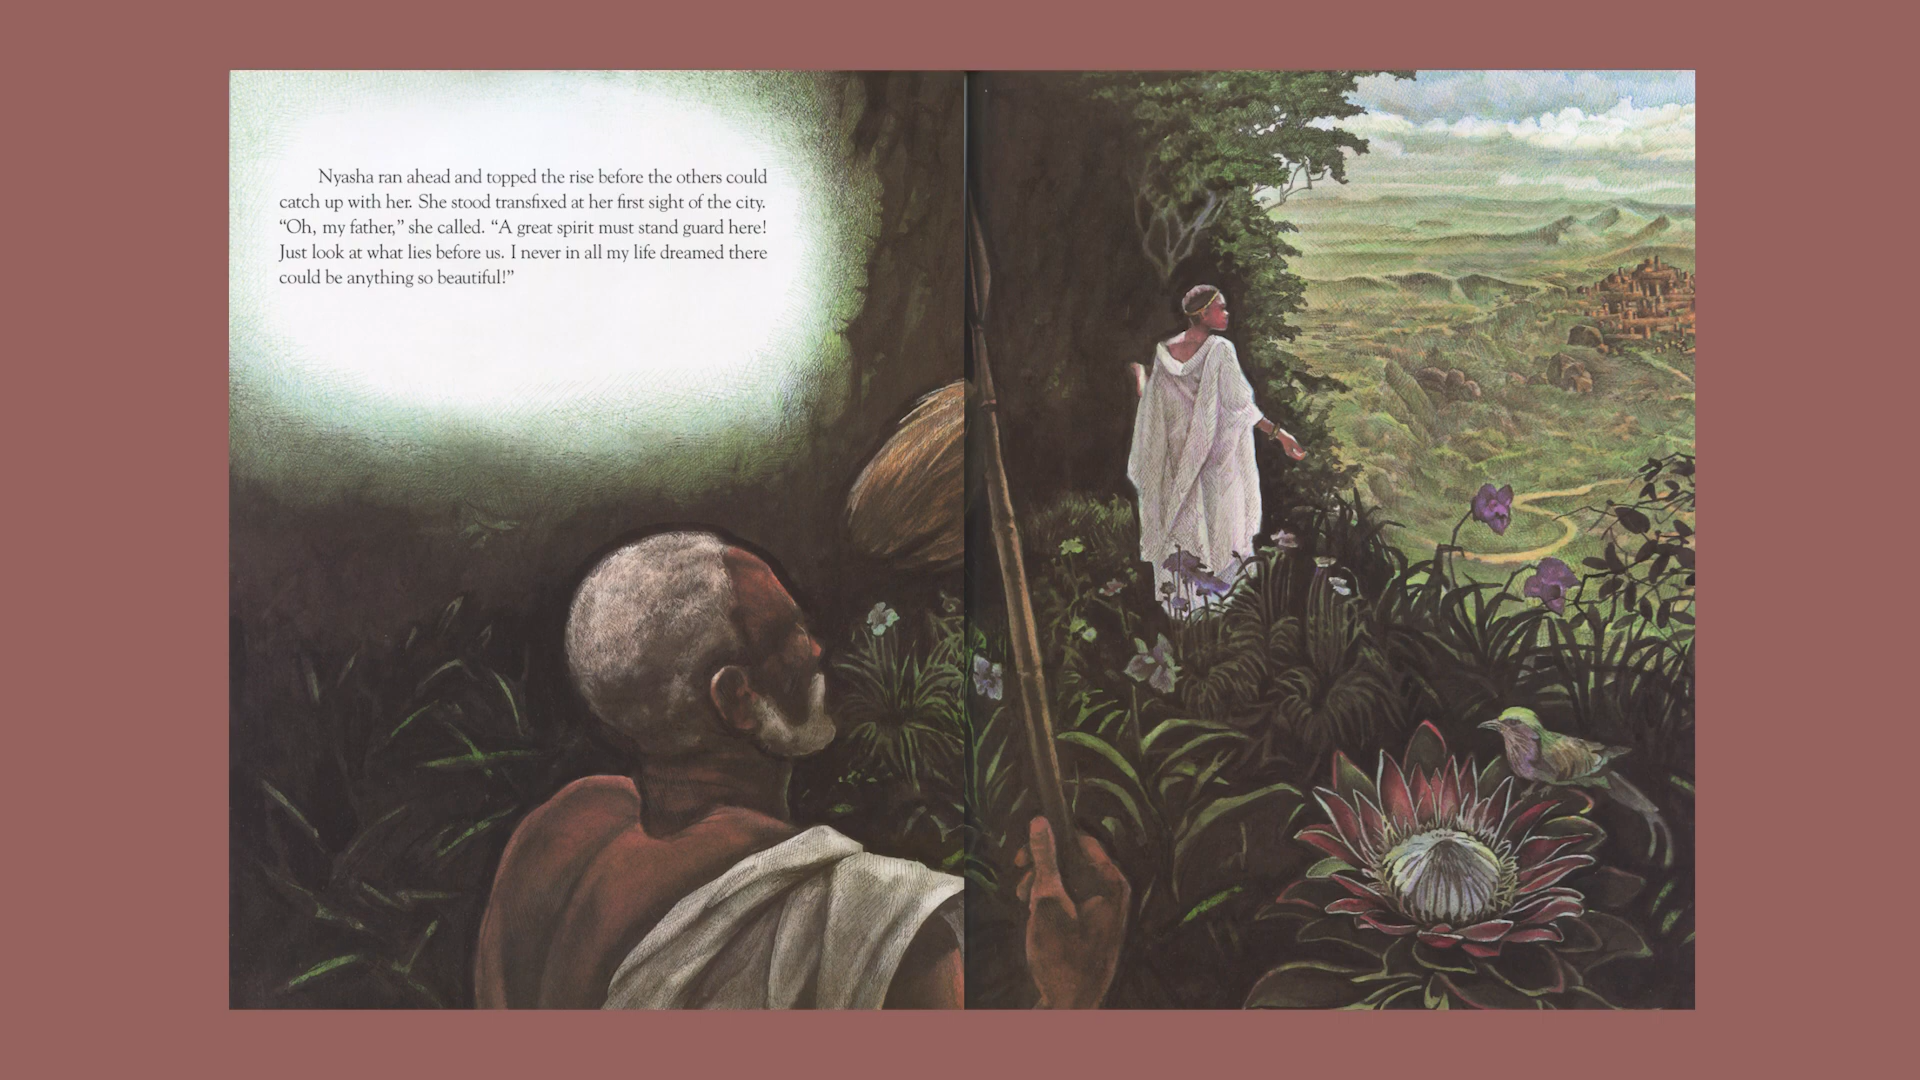 Nyasha ran ahead and topped the rise before the others could
catch up with her. She stood transfixed at her first sight of the city.
“Oh, my father,” she called. “A great spirit must stand guard here!
Just look at what lies before us. I never in all my life dreamed there
could be anything so beautiful!”